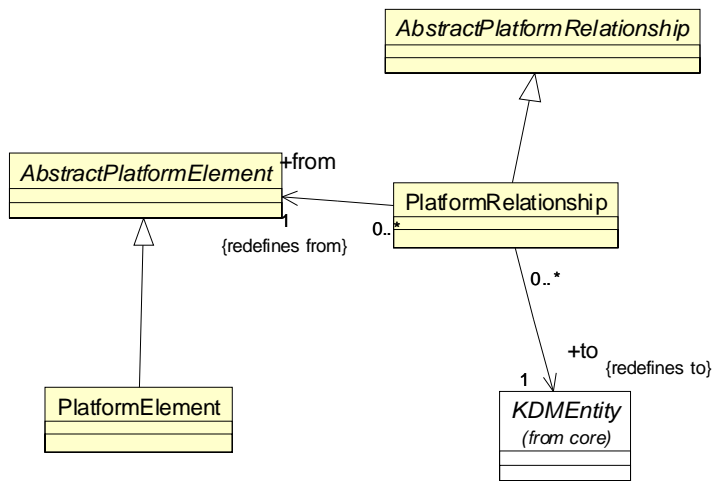 AbstractPlatformRelationship
AbstractPlatformElement
+from
PlatformRelationship
1
0..*
{redefines from}
0..*
+to
{redefines to}
1
PlatformElement
KDMEntity
(from core)